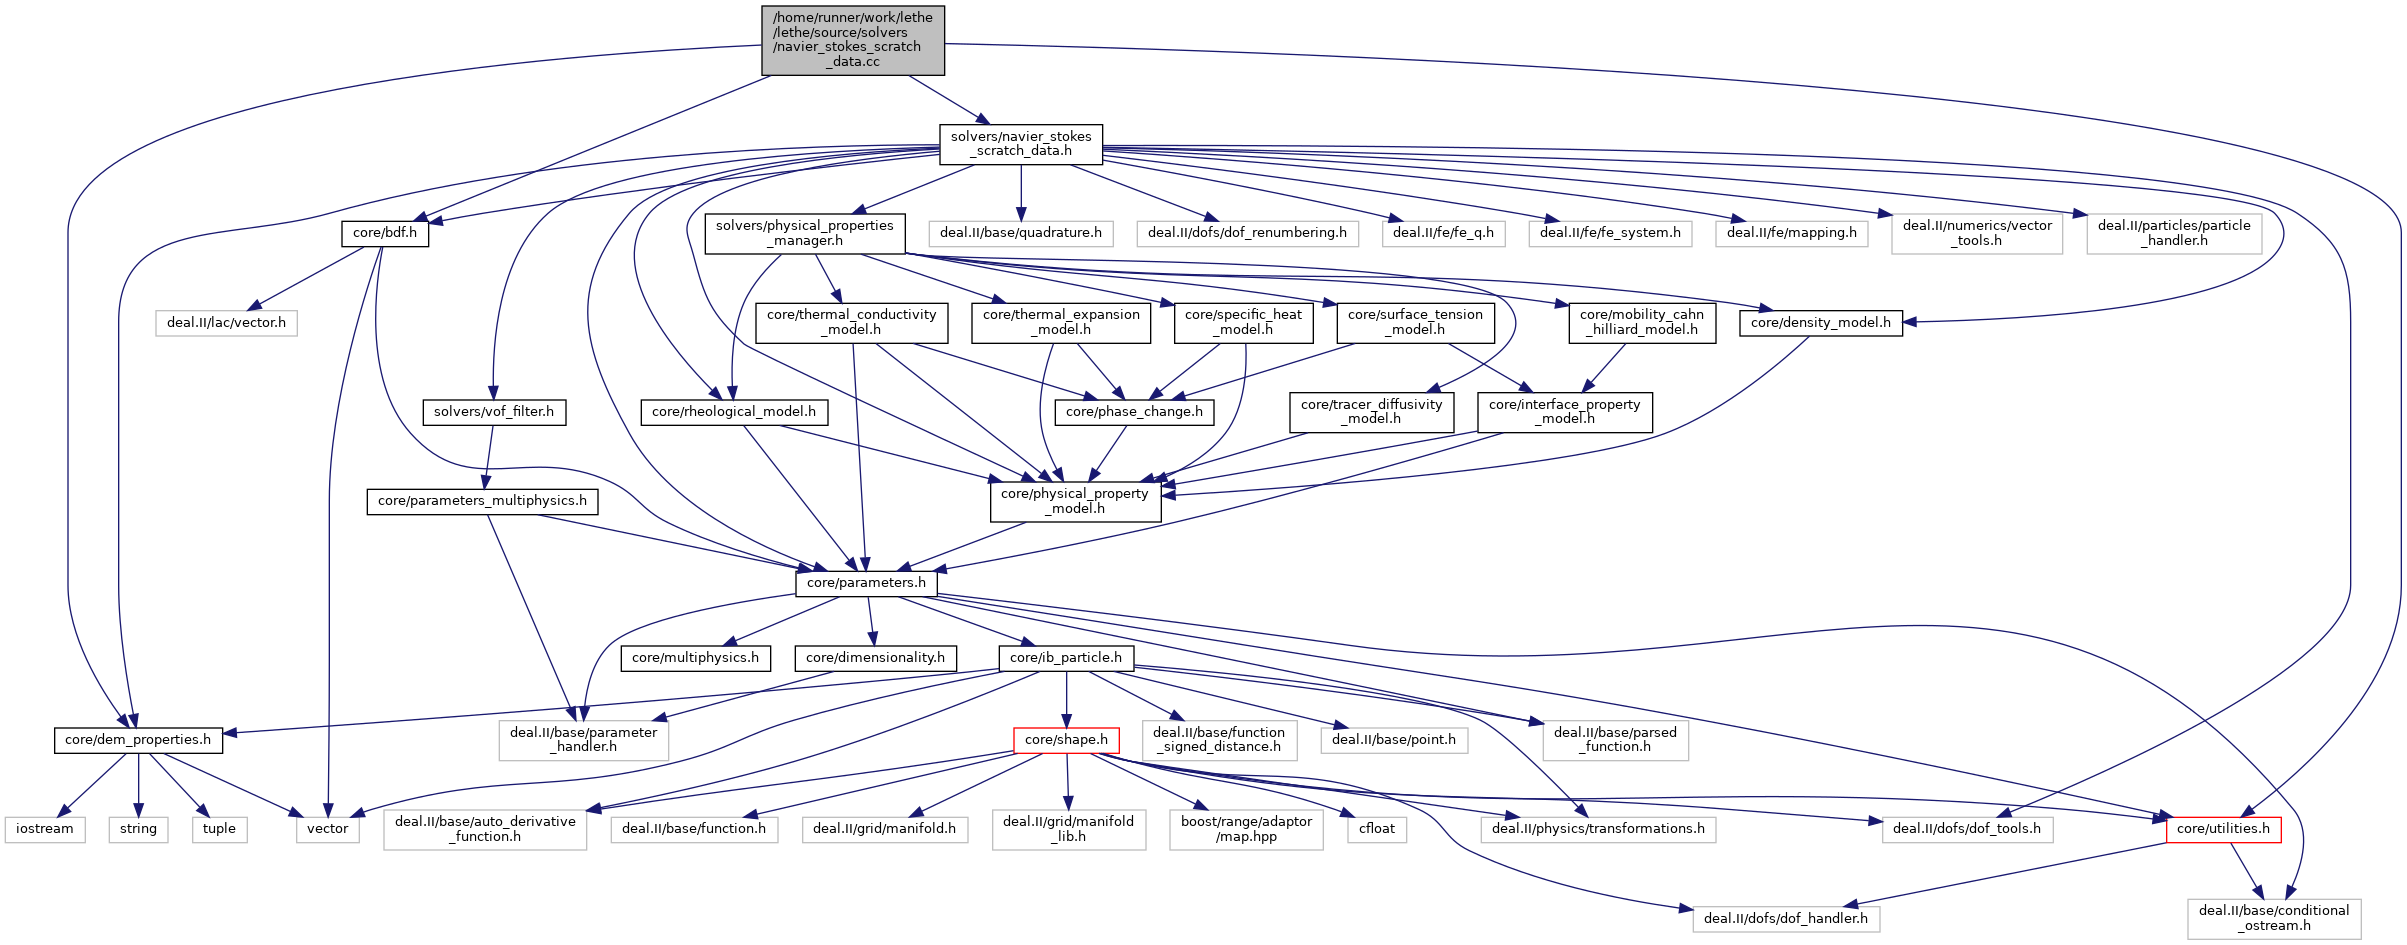 /home/runner/work/lethe
/lethe/source/solvers
/navier_stokes_scratch
_data.cc
solvers/navier_stokes
_scratch_data.h
core/bdf.h
solvers/physical_properties
_manager.h
deal.II/base/quadrature.h
deal.II/dofs/dof_renumbering.h
deal.II/fe/fe_q.h
deal.II/fe/fe_system.h
deal.II/fe/mapping.h
deal.II/numerics/vector
_tools.h
deal.II/particles/particle
_handler.h
deal.II/lac/vector.h
core/thermal_conductivity
_model.h
core/thermal_expansion
_model.h
core/specific_heat
_model.h
core/surface_tension
_model.h
core/mobility_cahn
_hilliard_model.h
core/density_model.h
solvers/vof_filter.h
core/rheological_model.h
core/phase_change.h
core/tracer_diffusivity
_model.h
core/interface_property
_model.h
core/parameters_multiphysics.h
core/physical_property
_model.h
core/parameters.h
core/multiphysics.h
core/dimensionality.h
core/ib_particle.h
core/dem_properties.h
deal.II/base/parameter
_handler.h
core/shape.h
deal.II/base/function
_signed_distance.h
deal.II/base/point.h
deal.II/base/parsed
_function.h
iostream
string
tuple
vector
deal.II/base/auto_derivative
_function.h
deal.II/base/function.h
deal.II/grid/manifold.h
deal.II/grid/manifold
_lib.h
boost/range/adaptor
/map.hpp
cfloat
deal.II/physics/transformations.h
deal.II/dofs/dof_tools.h
core/utilities.h
deal.II/dofs/dof_handler.h
deal.II/base/conditional
_ostream.h